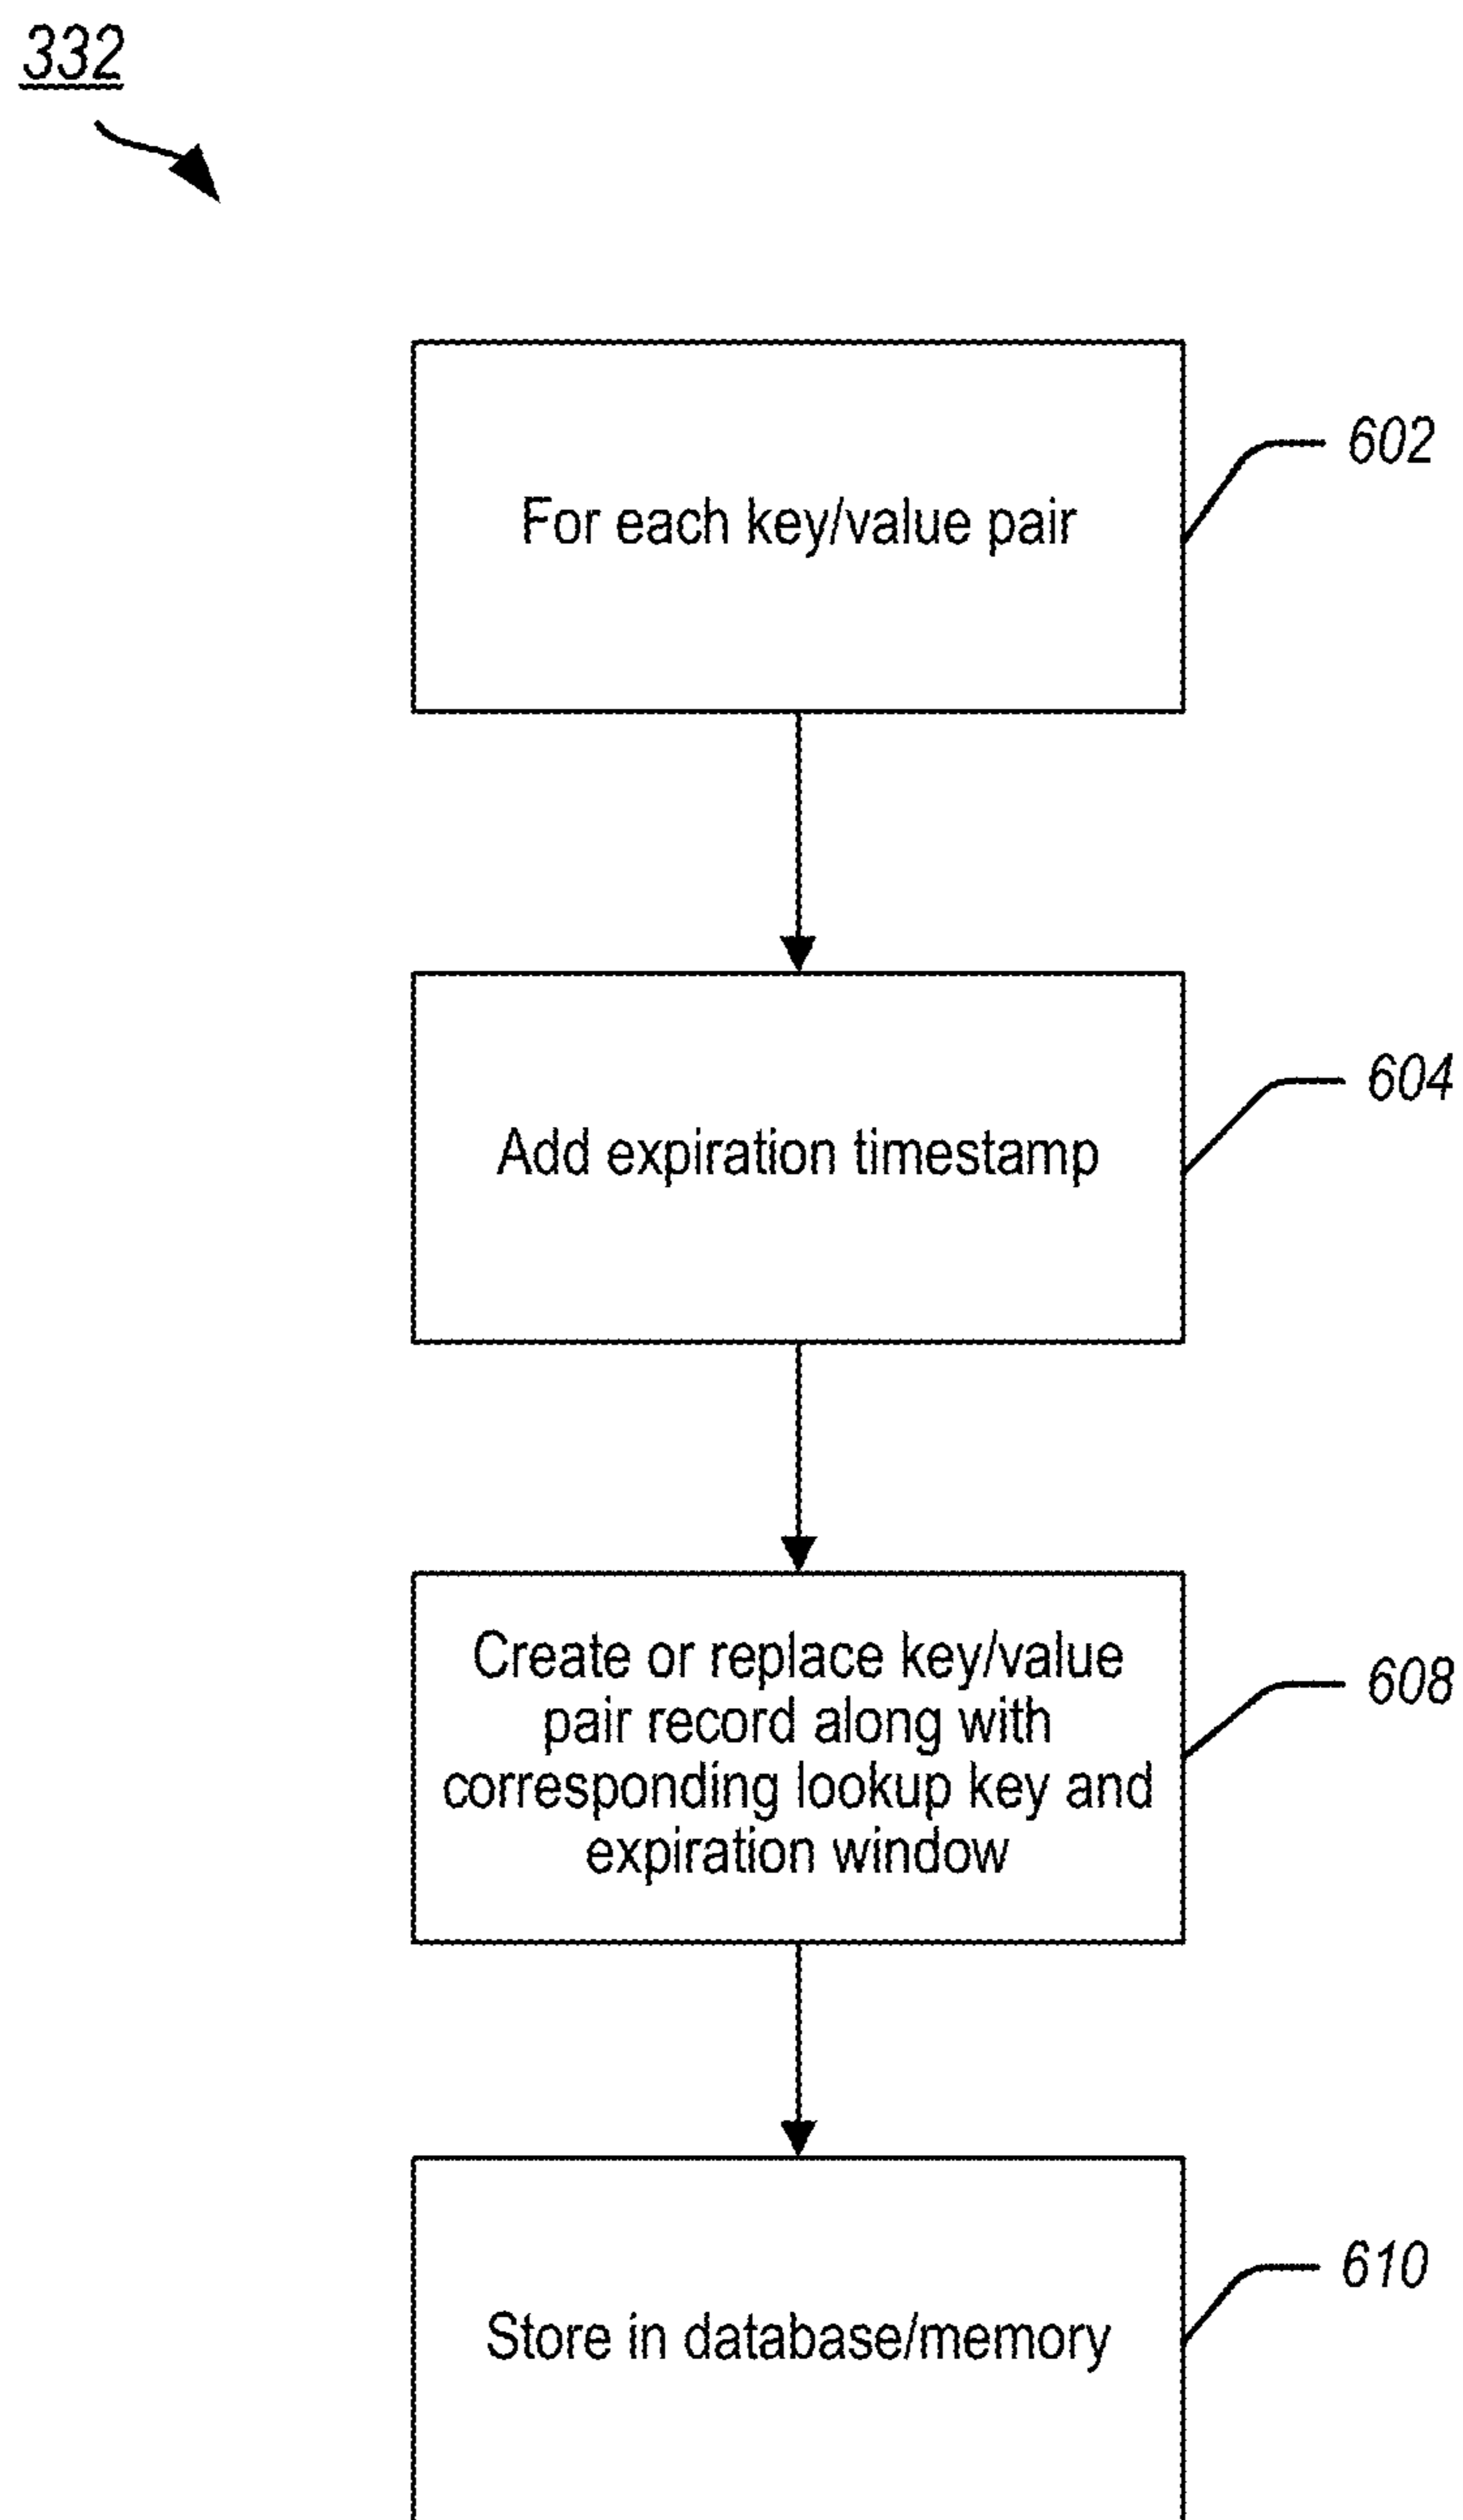 332
For each key/value pair
602
Add expiration timestamp
604
Create or replace key/value
pair record along with
corresponding lookup key and
expiration window
608
Store in database/memory
610